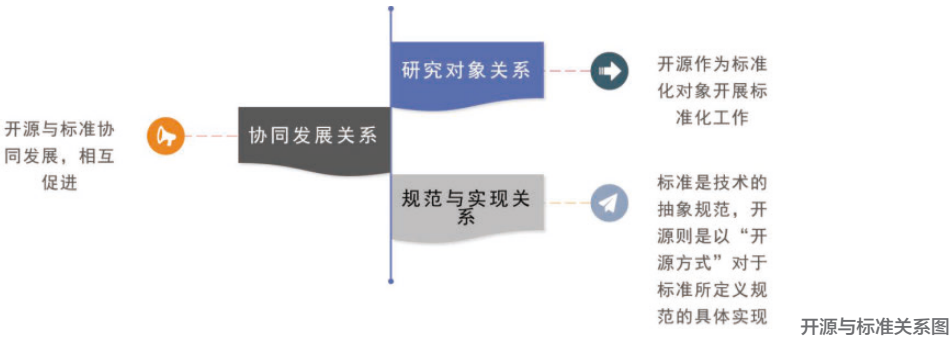 研究对象关系
开源作为标准
化对象开展标
准化工作
协同发展关系
开源与标准协
同发展，相互
促进
规范与实现关
系
标准是技术的
抽象规范，开
源则是以“开
源方式”对于
标准所定义规
范的具体实现
开源与标准关系图